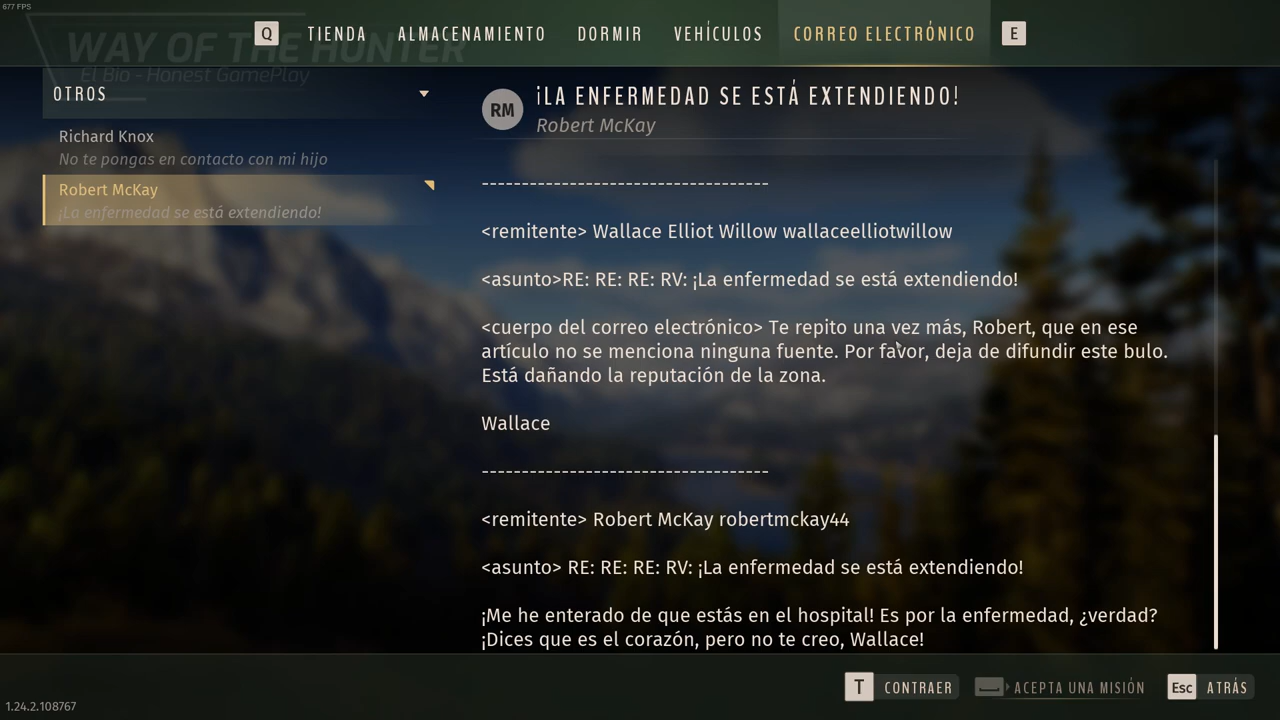 677 FPS
WAY OF THE HUNTER
El Bio - Honest GamePlay
Q TIENDA ALMACENAMIENTO DORMIR VEHÍCULOS CORREO ELECTRÓNICO E
OTROS
Richard Knox
No te pongas en contacto con mi hijo
Robert McKay
¡La enfermedad se está extendiendo!
RM
¡LA ENFERMEDAD SE ESTÁ EXTENDIENDO!
Robert McKay
------------------------------------
<remitente> Wallace Elliot Willow wallaceelliotwillow
<asunto>RE: RE: RE: RV: ¡La enfermedad se está extendiendo!
<cuerpo del correo electrónico> Te repito una vez más, Robert, que en ese
artículo no se menciona ninguna fuente. Por favor, deja de difundir este bulo.
Está dañando la reputación de la zona.
Wallace
------------------------------------
<remitente> Robert McKay robertmckay44
<asunto> RE: RE: RE: RV: ¡La enfermedad se está extendiendo!
¡Me he enterado de que estás en el hospital! Es por la enfermedad, ¿verdad?
¡Dices que es el corazón, pero no te creo, Wallace!
T CONTRAER ACEPTA UNA MISIÓN Esc ATRÁS
1.24.2.108767